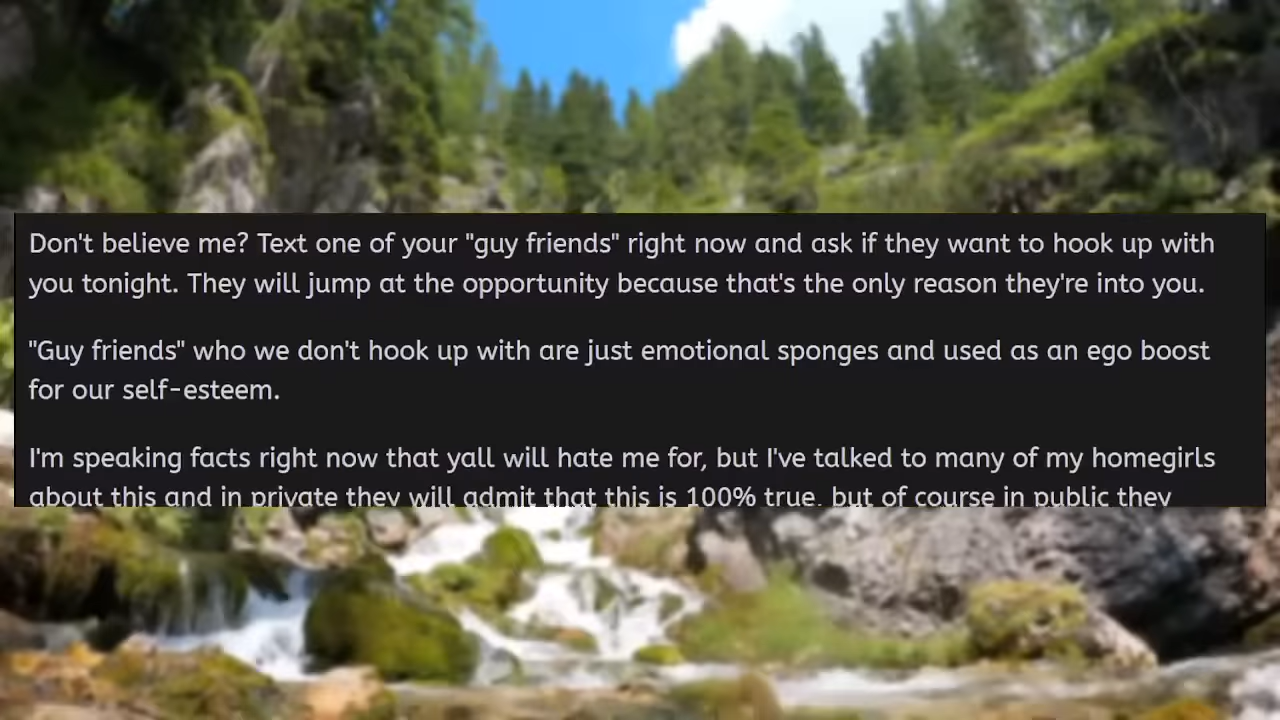 Don't believe me? Text one of your "guy friends" right now and ask if they want to hook up with
you tonight. They will jump at the opportunity because that's the only reason they're into you.
"Guy friends" who we don't hook up with are just emotional sponges and used as an ego boost
for our self-esteem.
I'm speaking facts right now that yall will hate me for, but I've talked to many of my homegirls
about this and in private they will admit that this is 100% true, but of course in public they